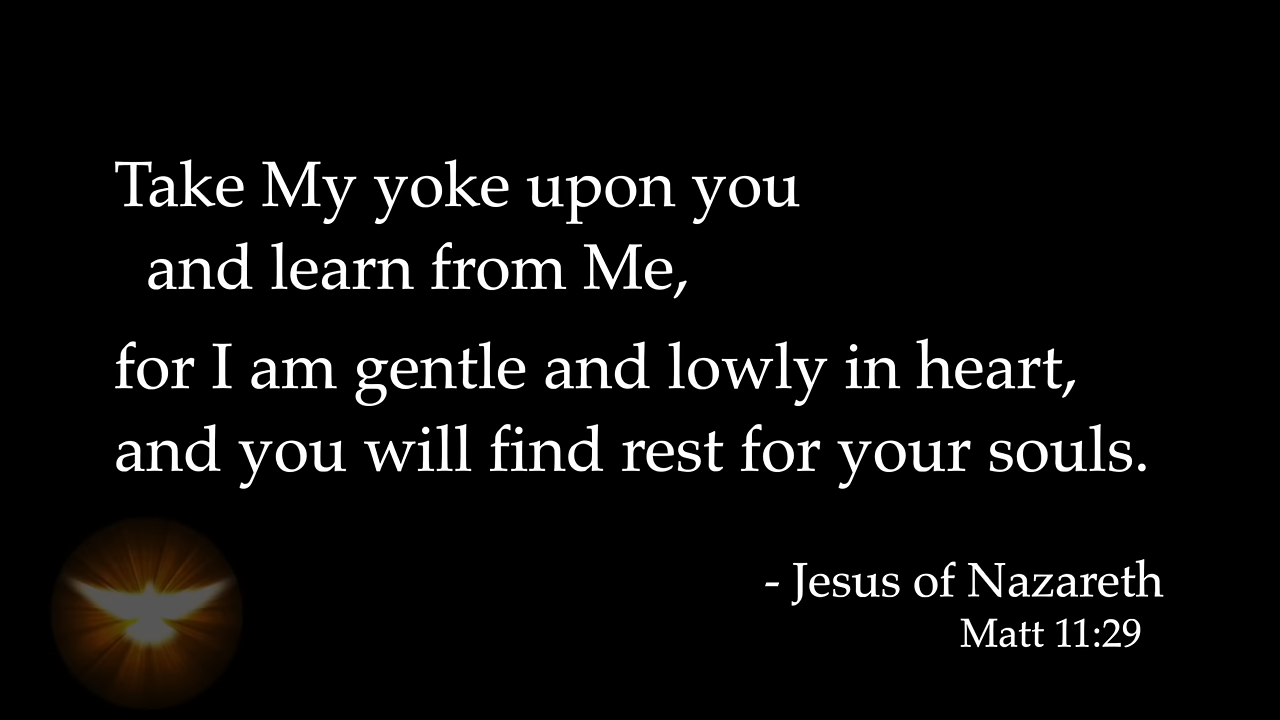 Take My yoke upon you
and learn from Me,
for I am gentle and lowly in heart,
and you will find rest for your souls.
- Jesus of Nazareth
Matt 11:29